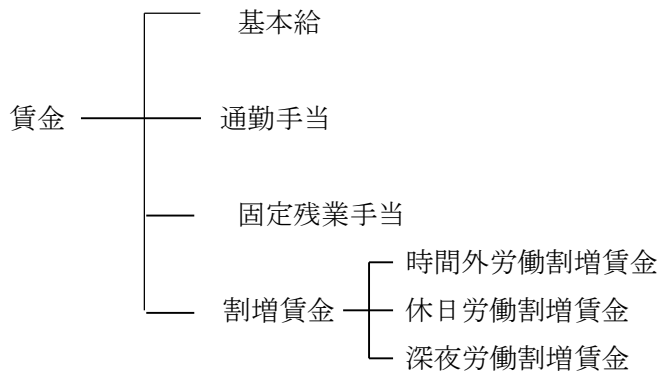 基本給
賃金
通勤手当
固定残業手当
時間外労働割増賃金
割増賃金
休日労働割増賃金
深夜労働割増賃金